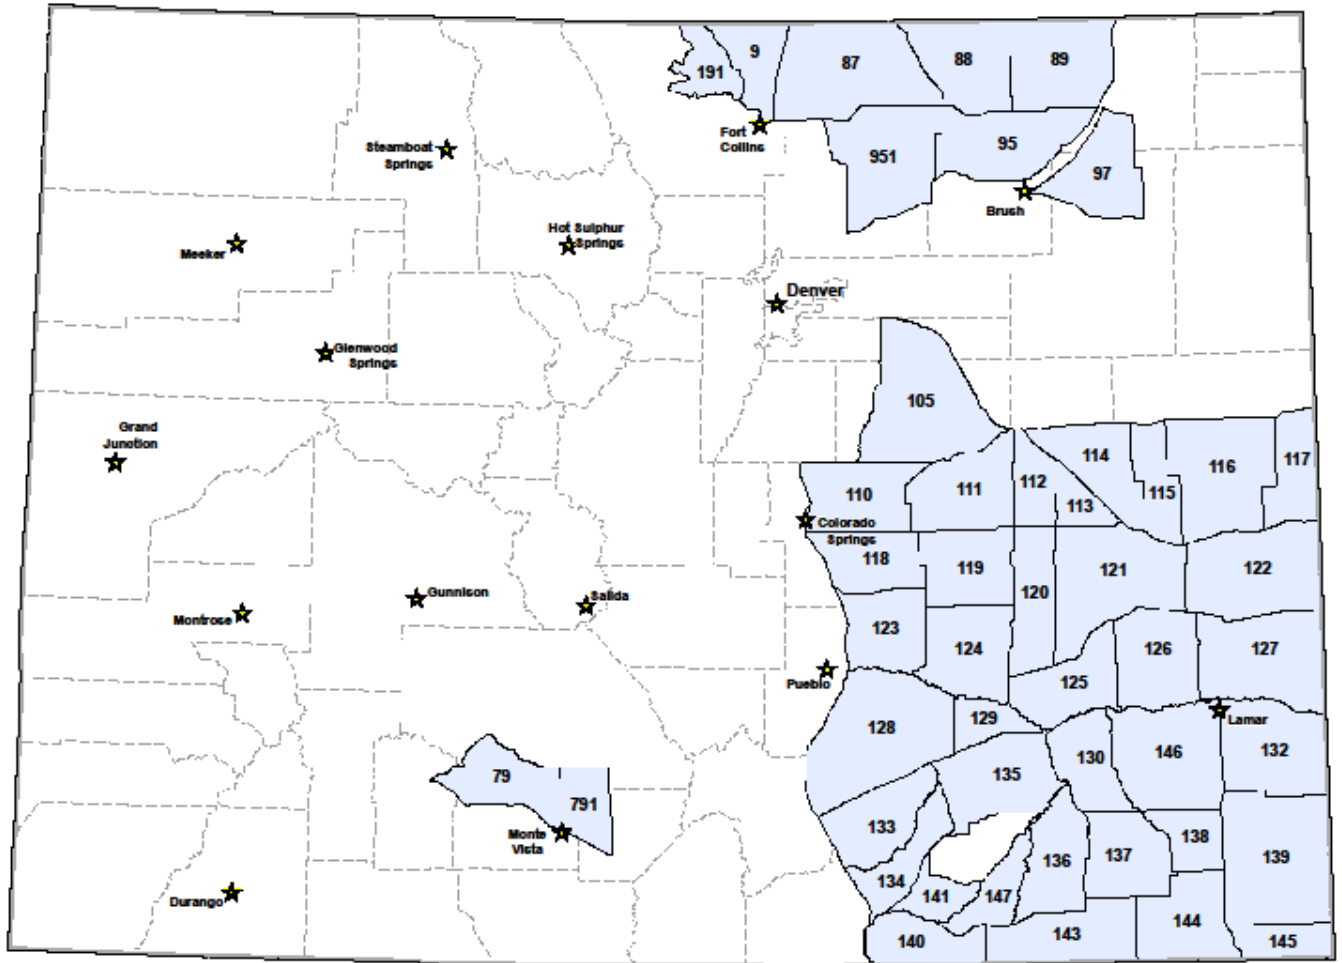 9
87
88
89
191
Fort
Collins
95
951
97
Steamboat
Springs
Brush
Hot Sulphur
Springs
Meeker
Denver
Glenwood
Springs
105
Grand
Junction
114
116
117
110
111
112
115
113
Colorado
Springs
118
119
121
122
120
Gunnison
Salida
Montrose
123
124
126
127
Pueblo
125
128
129
Lamar
130
146
132
79
135
791
133
Monte
Vista
138
136
137
139
134
Durango
141
147
144
143
140
145